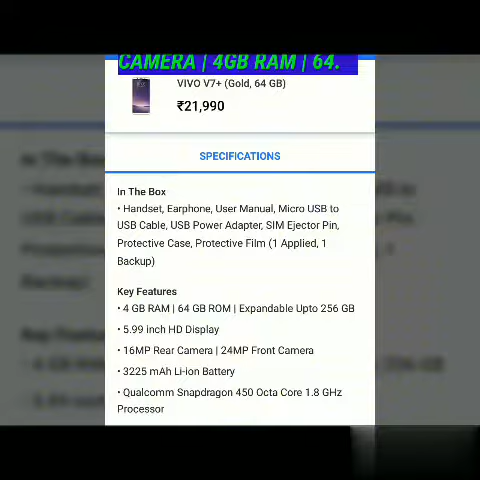 CAMERA | 4GB RAM | 64.
VIVO V7+ (Gold, 64 GB)
₹21,990
SPECIFICATIONS
In The Box
• Handset, Earphone, User Manual, Micro USB to
USB Cable, USB Power Adapter, SIM Ejector Pin,
Protective Case, Protective Film (1 Applied, 1
Backup)
Key Features
• 4 GB RAM | 64 GB ROM | Expandable Upto 256 GB
• 5.99 inch HD Display
• 16MP Rear Camera | 24MP Front Camera
• 3225 mAh Li-ion Battery
• Qualcomm Snapdragon 450 Octa Core 1.8 GHz
Processor